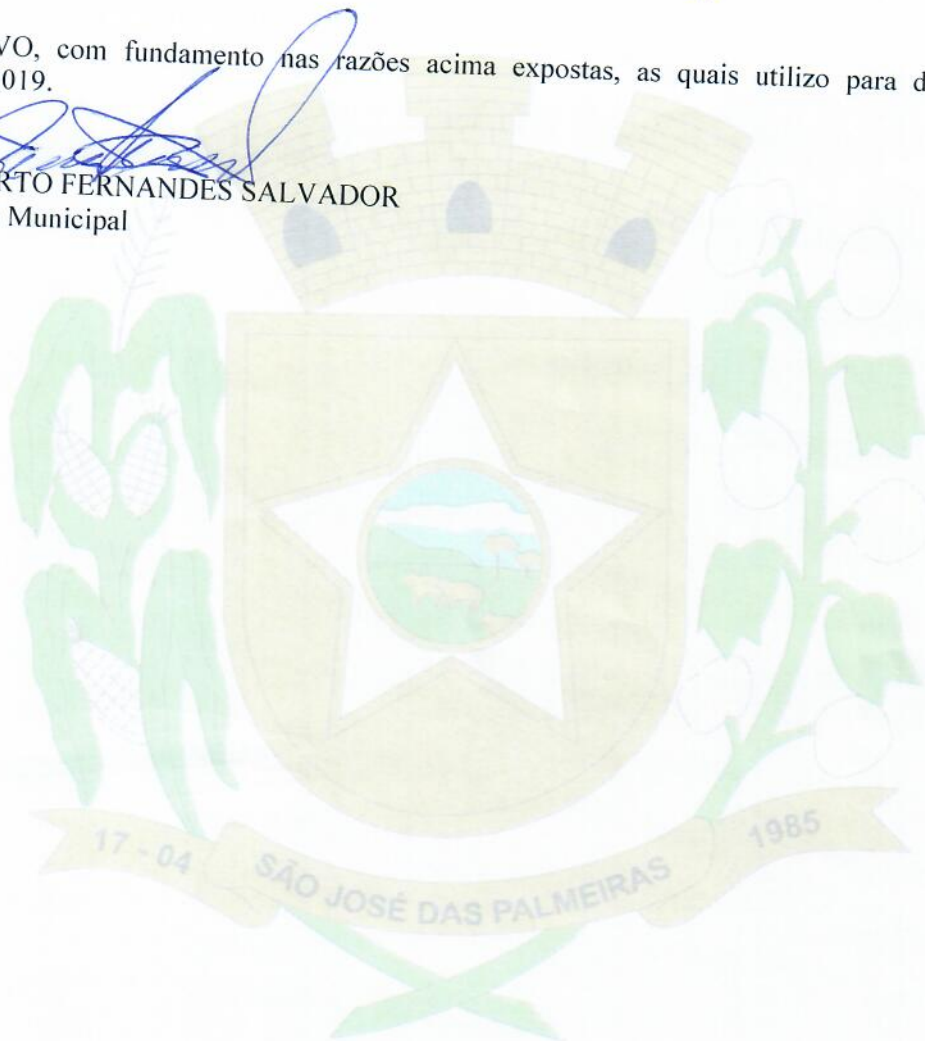 VO, com fundamento nas razões acima expostas, as quais utilizo para d
019.
RTO FERNANDES SALVADOR
Municipal
17 - 04
SÃO JOSÉ DAS PALMEIRAS
1985